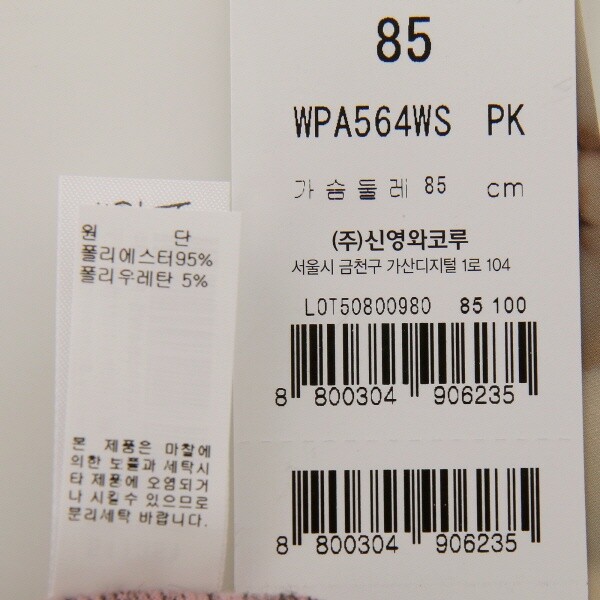 85
WPA564WS PK
가슴둘레 85 cm
(주)신영와코루
서울시 금천구 가산디지털 1로 104
LOT50800980 85 100
8 800304 906235
8 800304 906235
원 단
폴리에스터95%
폴리우레탄 5%
본 제품은 마찰에
의한 보풀과 세탁시
타 제품에 오염되거
나 시킬수 있으므로
분리세탁 바랍니다.